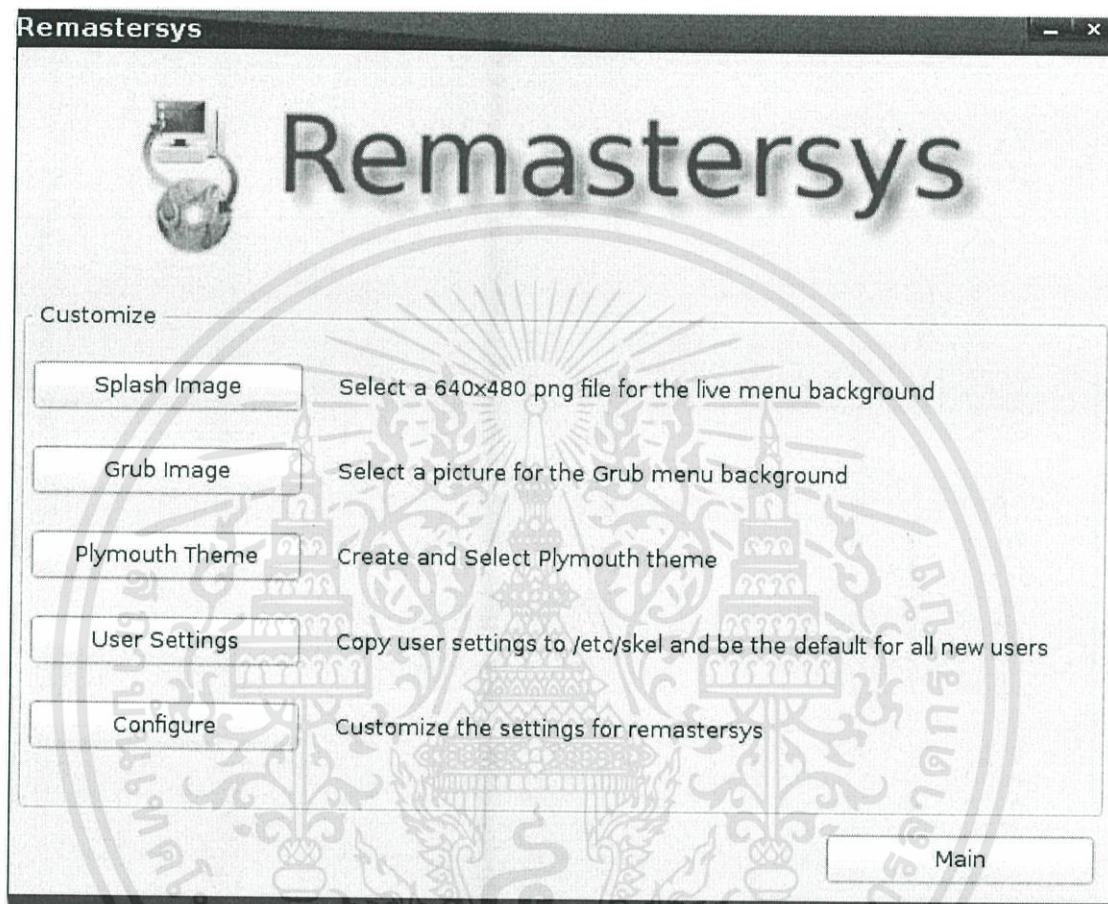 Remastersys
Remastersys
Customize
Splash Image Select a 640x480 png file for the live menu background
Grub Image Select a picture for the Grub menu background
Plymouth Theme Create and Select Plymouth theme
User Settings Copy user settings to /etc/skel and be the default for all new users
Configure Customize the settings for remastersys
Main